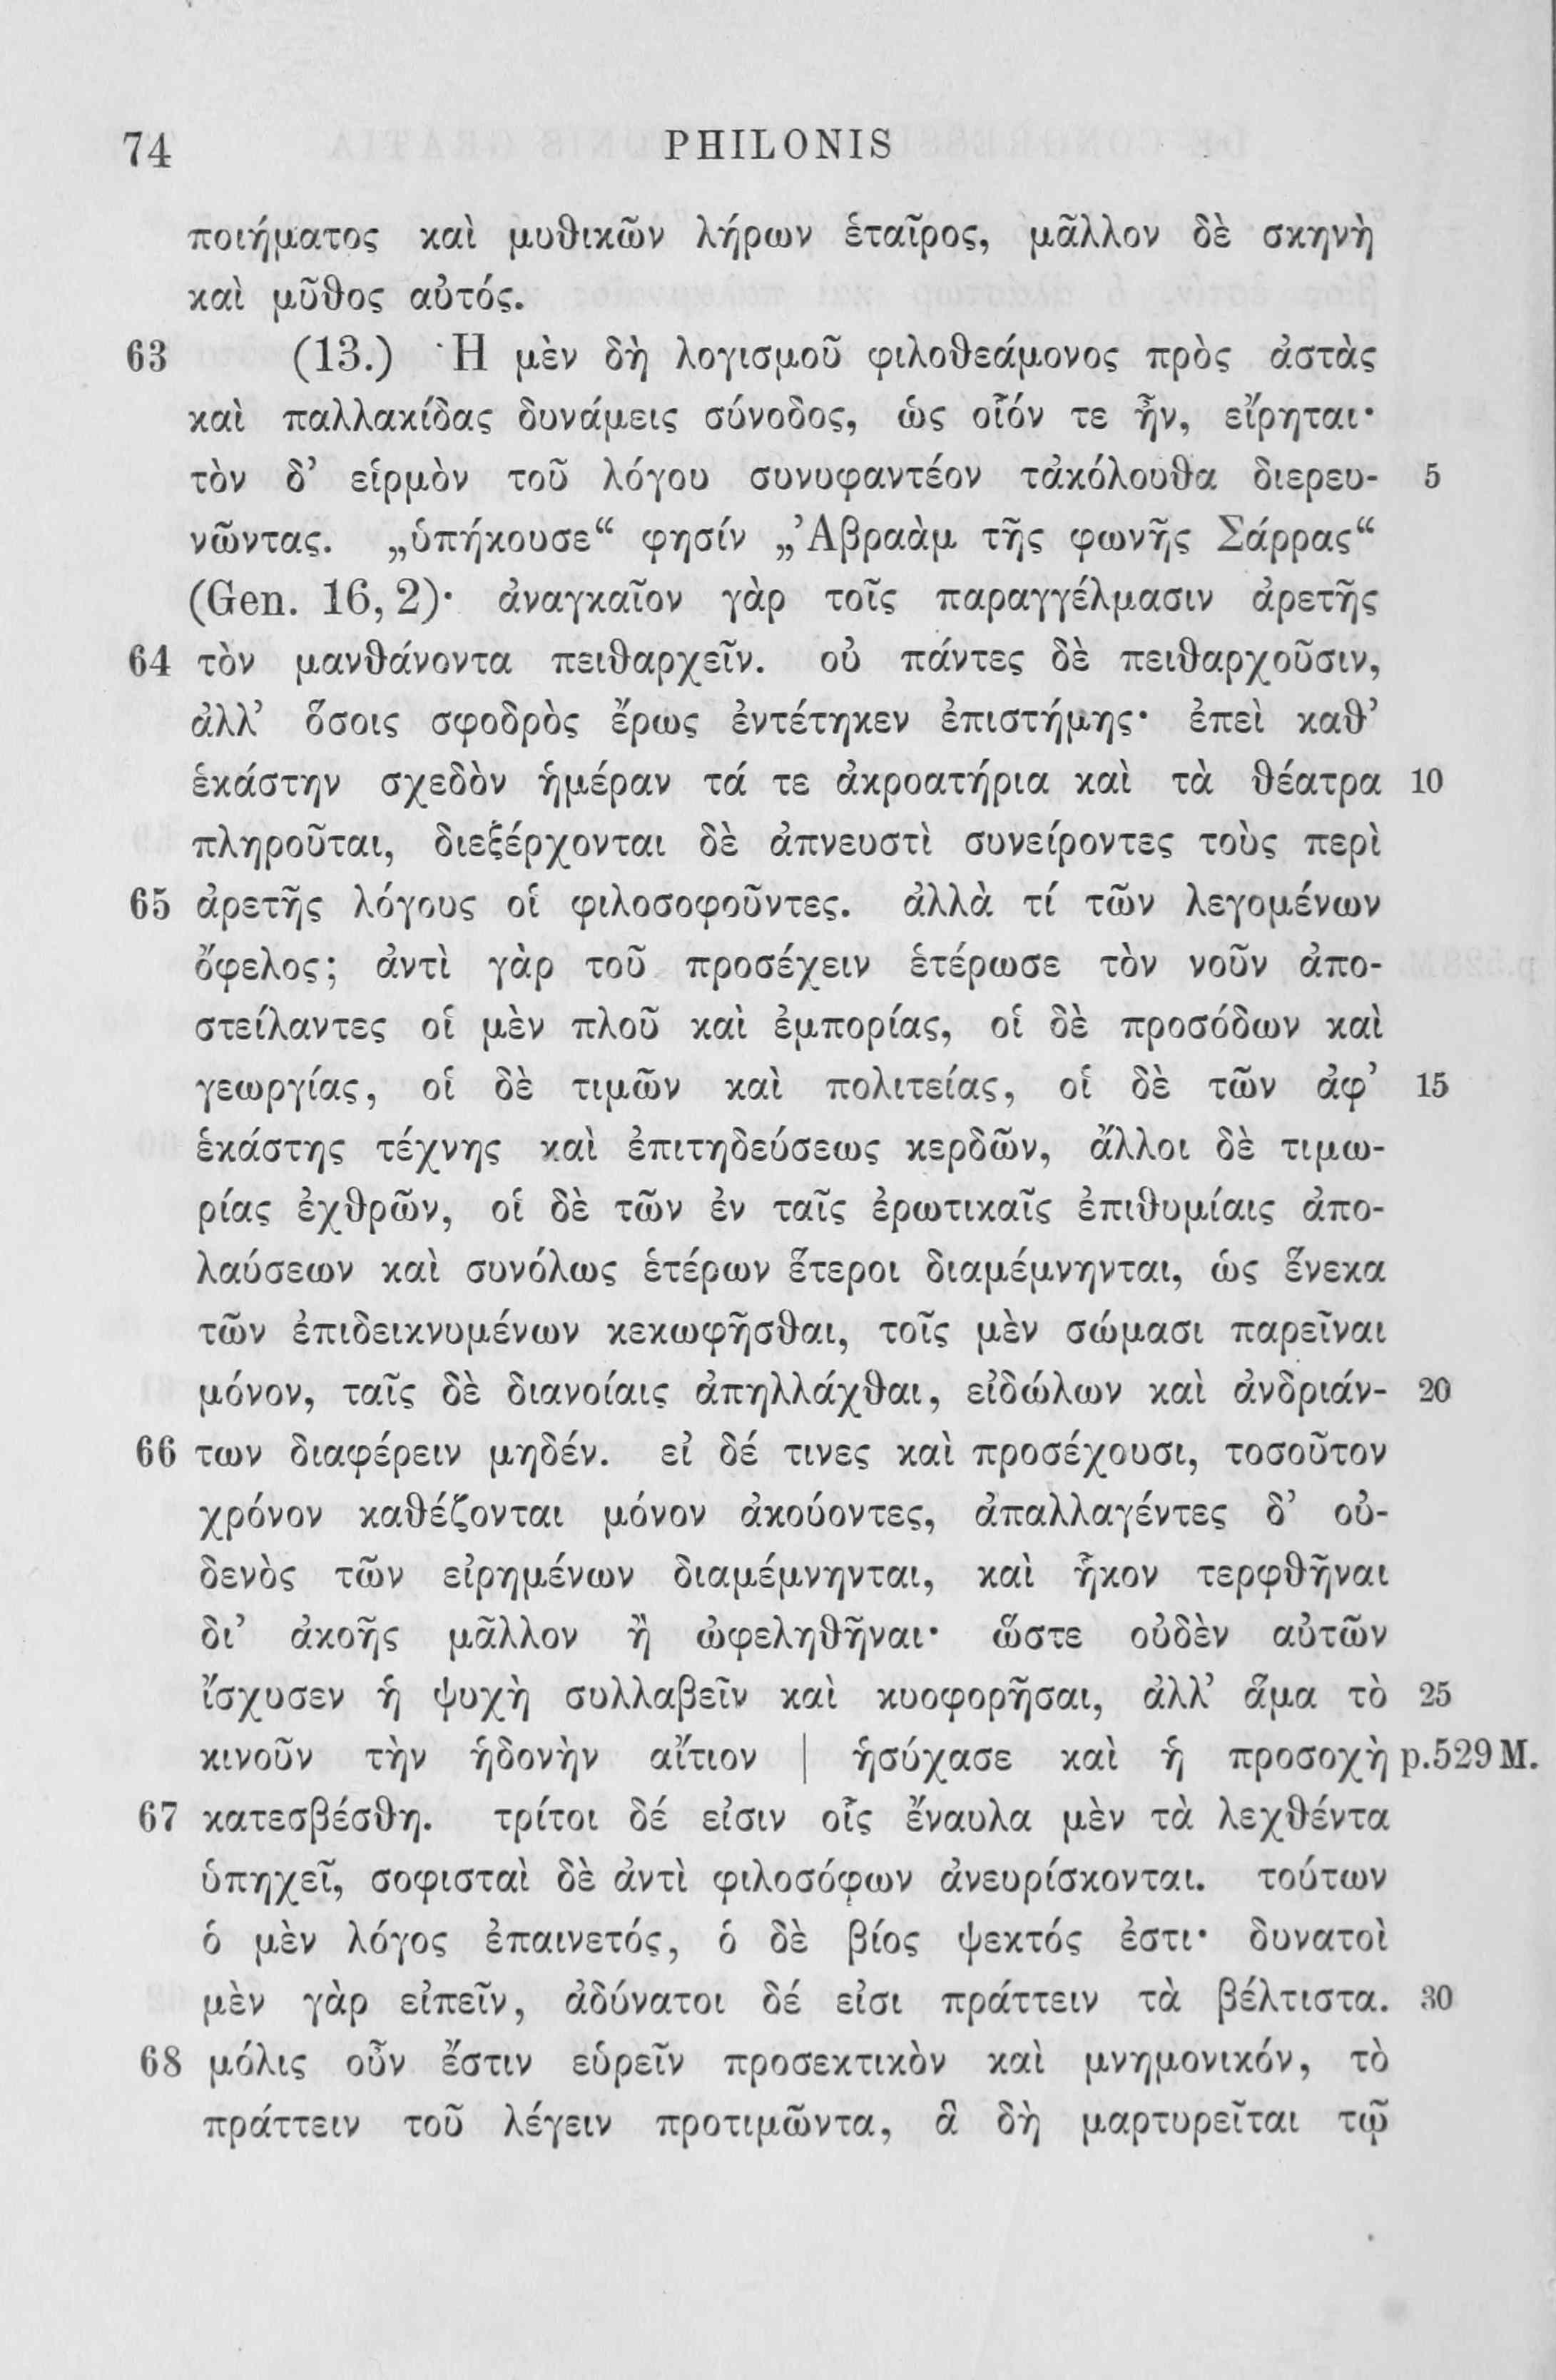 74 PHILONIS
ποιήματος καὶ μυθικῶν λήρων ἑταῖρος, μᾶλλον δὲ σκηνὴ
καὶ μῦθος αὐτός.
63 (13.) Ἡ μὲν δὴ λογισμοῦ φιλοθεάμονος πρὸς ἀστὰς
καὶ παλλακίδας δυνάμεις σύνοδος, ὡς οἷόν τε ἦν, εἴρηται·
τὸν δ’ εἱρμὸν τοῦ λόγου συνυφαντέον τἀκόλουθα διερευ- 5
νῶντας. „ὑπήκουσε“ φησίν „Ἀβραὰμ τῆς φωνῆς Σάρρας“
(Gen. 16, 2)· ἀναγκαῖον γὰρ τοῖς παραγγέλμασιν ἀρετῆς
64 τὸν μανθάνοντα πειθαρχεῖν. οὐ πάντες δὲ πειθαρχοῦσιν,
ἀλλ’ ὅσοις σφοδρὸς ἔρως ἐντέτηκεν ἐπιστήμης· ἐπεὶ καθ’
ἑκάστην σχεδὸν ἡμέραν τά τε ἀκροατήρια καὶ τὰ θέατρα 10
πληροῦται, διεξέρχονται δὲ ἀπνευστὶ συνείροντες τοὺς περὶ
65 ἀρετῆς λόγους οἱ φιλοσοφοῦντες. ἀλλὰ τί τῶν λεγομένων
ὄφελος; ἀντὶ γὰρ τοῦ προσέχειν ἑτέρωσε τὸν νοῦν ἀπο-
στείλαντες οἱ μὲν πλοῦ καὶ ἐμπορίας, οἱ δὲ προσόδων καὶ
γεωργίας, οἱ δὲ τιμῶν καὶ πολιτείας, οἱ δὲ τῶν ἀφ’ 15
ἑκάστης τέχνης καὶ ἐπιτηδεύσεως κερδῶν, ἄλλοι δὲ τιμω-
ρίας ἐχθρῶν, οἱ δὲ τῶν ἐν ταῖς ἐρωτικαῖς ἐπιθυμίαις ἀπο-
λαύσεων καὶ συνόλως ἑτέρων ἕτεροι διαμέμνηνται, ὡς ἕνεκα
τῶν ἐπιδεικνυμένων κεκωφῆσθαι, τοῖς μὲν σώμασι παρεῖναι
μόνον, ταῖς δὲ διανοίαις ἀπηλλάχθαι, εἰδώλων καὶ ἀνδριάν- 20
66 των διαφέρειν μηδέν. εἰ δέ τινες καὶ προσέχουσι, τοσοῦτον
χρόνον καθέζονται μόνον ἀκούοντες, ἀπαλλαγέντες δ’ οὐ-
δενὸς τῶν εἰρημένων διαμέμνηνται, καὶ ἧκον τερφθῆναι
δι’ ἀκοῆς μᾶλλον ἢ ὠφεληθῆναι· ὥστε οὐδὲν αὐτῶν
ἴσχυσεν ἡ ψυχὴ συλλαβεῖν καὶ κυοφορῆσαι, ἀλλ’ ἅμα τὸ 25
κινοῦν τὴν ἡδονὴν αἴτιον | ἡσύχασε καὶ ἡ προσοχὴ p.529 M.
67 κατεσβέσθη. τρίτοι δέ εἰσιν οἷς ἔναυλα μὲν τὰ λεχθέντα
ὑπηχεῖ, σοφισταὶ δὲ ἀντὶ φιλοσόφων ἀνευρίσκονται. τούτων
ὁ μὲν λόγος ἐπαινετός, ὁ δὲ βίος ψεκτός ἐστι· δυνατοὶ
μὲν γὰρ εἰπεῖν, ἀδύνατοι δέ εἰσι πράττειν τὰ βέλτιστα. 30
68 μόλις οὖν ἔστιν εὑρεῖν προσεκτικὸν καὶ μνημονικόν, τὸ
πράττειν τοῦ λέγειν προτιμῶντα, ἃ δὴ μαρτυρεῖται τῷ